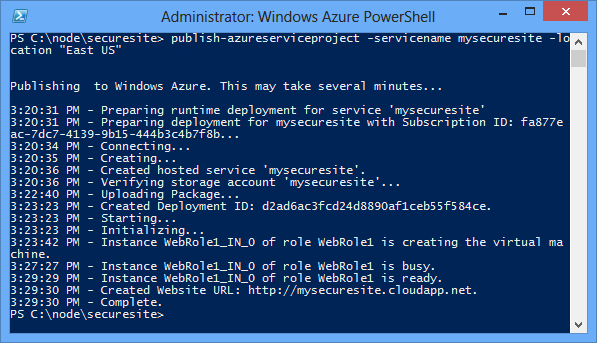 Administrator: Windows Azure PowerShell
PS C:\node\securesite> publish-azureserviceproject -servicename mysecuresite -lo
cation "East US"
Publishing  to Windows Azure. This may take several minutes...
3:20:31 PM - Preparing runtime deployment for service 'mysecuresite'
3:20:31 PM - Preparing deployment for mysecuresite with Subscription ID: fa877e
ac-7dc7-4139-9b15-444b3c4b7f8b...
3:20:34 PM - Connecting...
3:20:35 PM - Creating...
3:20:36 PM - Created hosted service 'mysecuresite'.
3:20:36 PM - Verifying storage account 'mysecuresite'...
3:22:40 PM - Uploading Package...
3:23:23 PM - Created Deployment ID: d2ad6ac3fcd24d8890af1ceb55f584ce.
3:23:23 PM - Starting...
3:23:23 PM - Initializing...
3:23:42 PM - Instance WebRole1_IN_0 of role WebRole1 is creating the virtual ma
chine.
3:27:27 PM - Instance WebRole1_IN_0 of role WebRole1 is busy.
3:29:29 PM - Instance WebRole1_IN_0 of role WebRole1 is ready.
3:29:30 PM - Created Website URL: http://mysecuresite.cloudapp.net.
3:29:30 PM - Complete.
PS C:\node\securesite>